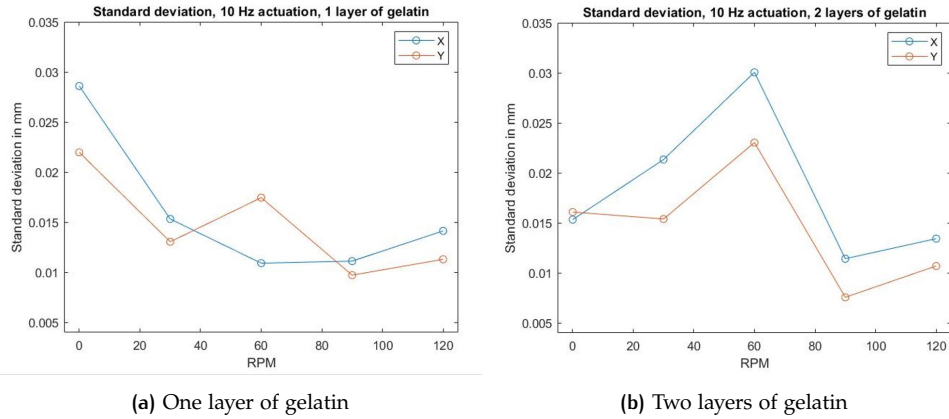 Standard deviation, 10 Hz actuation, 1 layer of gelatin
0.035
0.03
0.025
0.02
0.015
0.01
0.005
Standard deviation in mm
X
Y
0 20 40 60 80 100 120
RPM
(a) One layer of gelatin
Standard deviation, 10 Hz actuation, 2 layers of gelatin
0.035
0.03
0.025
0.02
0.015
0.01
0.005
Standard deviation in mm
X
Y
0 20 40 60 80 100 120
RPM
(b) Two layers of gelatin